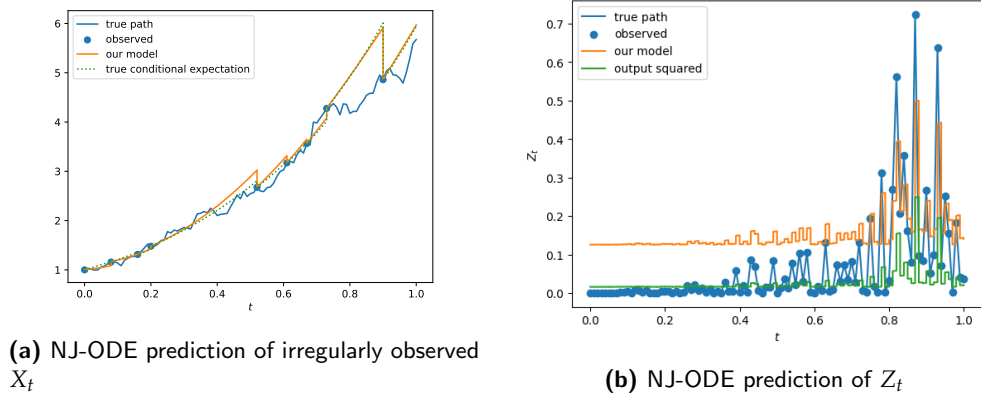 true path
observed
our model
true conditional expectation
6
5
4
3
2
1
0.0 0.2 0.4 0.6 0.8 1.0
t
(a) NJ-ODE prediction of irregularly observed
X_t
true path
observed
our model
output squared
0.7
0.6
0.5
0.4
0.3
0.2
0.1
0.0
Z_t
0.0 0.2 0.4 0.6 0.8 1.0
t
(b) NJ-ODE prediction of Z_t